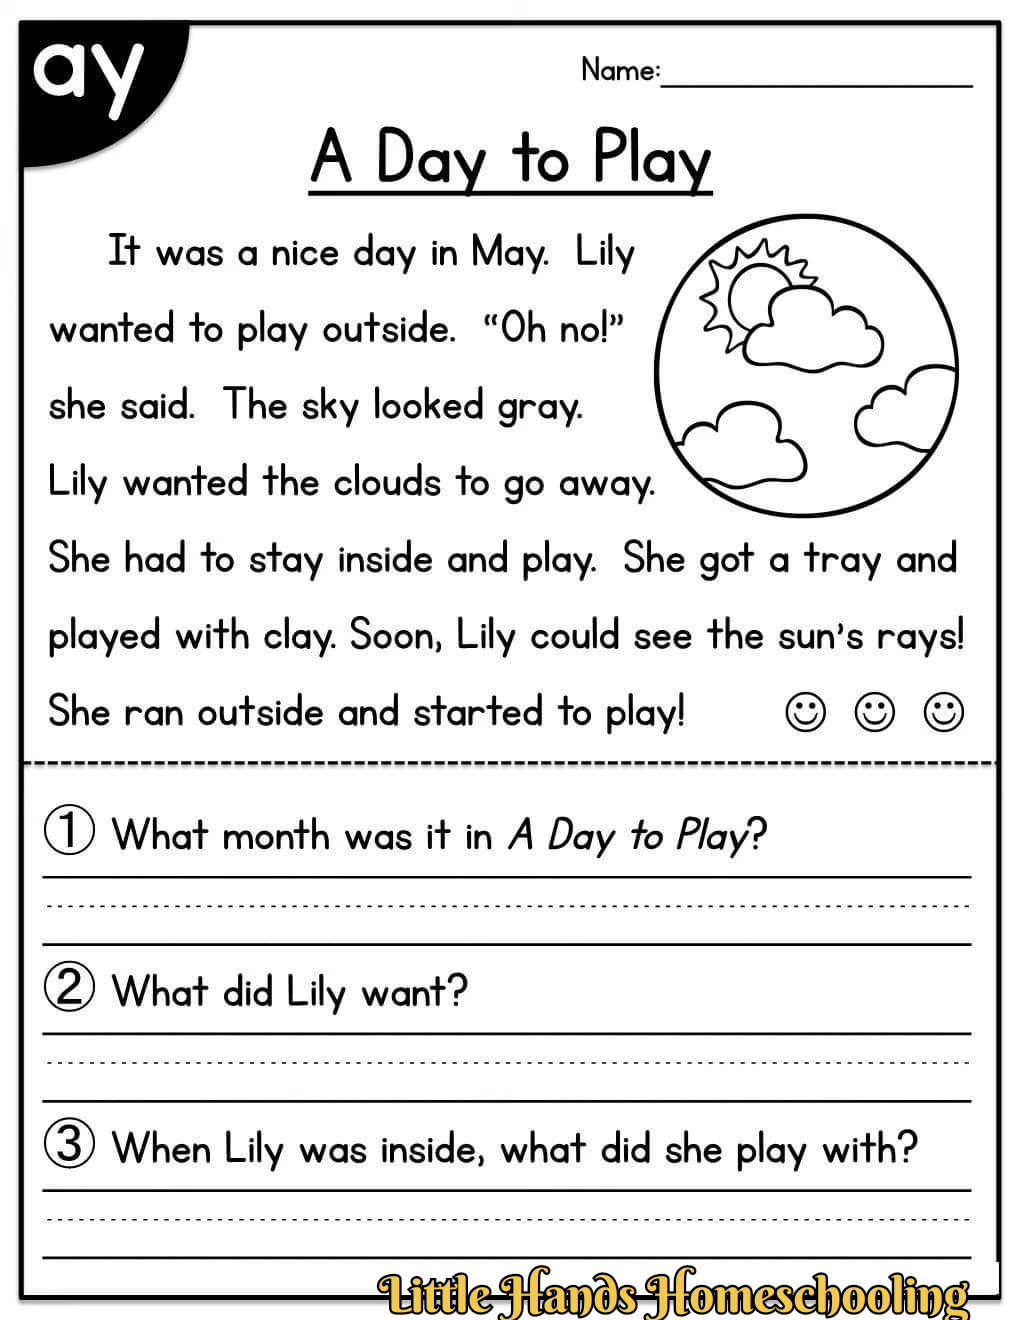 ay
Name:
A Day to Play
It was a nice day in May. Lily
wanted to play outside. “Oh no!”
she said. The sky looked gray.
Lily wanted the clouds to go away.
She had to stay inside and play. She got a tray and
played with clay. Soon, Lily could see the sun’s rays!
She ran outside and started to play!
1 What month was it in A Day to Play?
2 What did Lily want?
3 When Lily was inside, what did she play with?
Little Hands Homeschooling